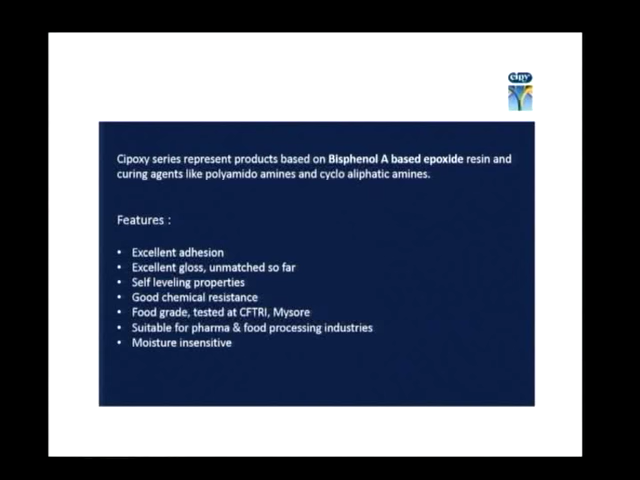 cipy
Cipoxy series represent products based on Bisphenol A based epoxide resin and
curing agents like polyamido amines and cyclo aliphatic amines.
Features :
• Excellent adhesion
• Excellent gloss, unmatched so far
• Self leveling properties
• Good chemical resistance
• Food grade, tested at CFTRI, Mysore
• Suitable for pharma & food processing industries
• Moisture insensitive